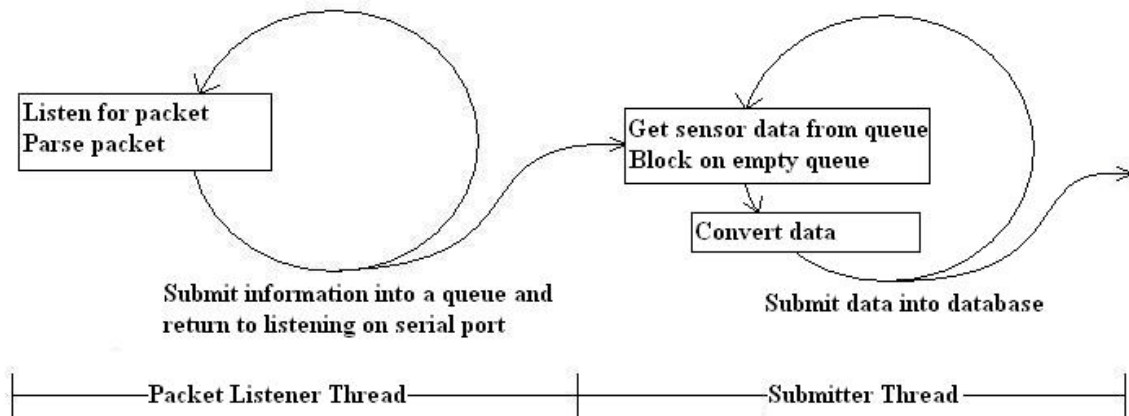 Listen for packet
Parse packet
Submit information into a queue and
return to listening on serial port
Get sensor data from queue
Block on empty queue
Convert data
Submit data into database
Packet Listener Thread
Submitter Thread